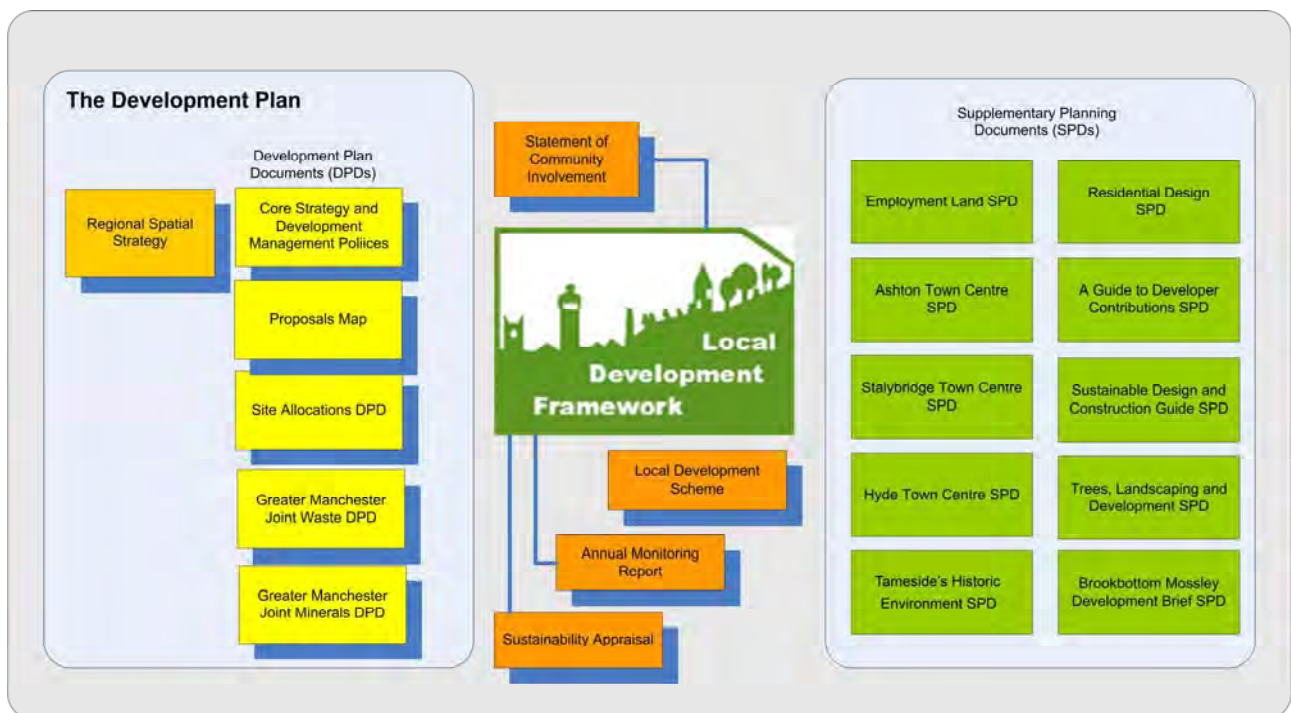 The Development Plan
Development Plan
Documents (DPDs)
Regional Spatial
Strategy
Core Strategy and
Development
Management Poliices
Proposals Map
Site Allocations DPD
Greater Manchester
Joint Waste DPD
Greater Manchester
Joint Minerals DPD
Statement of
Community
Involvement
Local
Development
Framework
Local Development
Scheme
Annual Monitoring
Report
Sustainability Appraisal
Supplementary Planning
Documents (SPDs)
Employment Land SPD
Residential Design
SPD
Ashton Town Centre
SPD
A Guide to Developer
Contributions SPD
Stalybridge Town Centre
SPD
Sustainable Design and
Construction Guide SPD
Hyde Town Centre SPD
Trees, Landscaping and
Development SPD
Tameside's Historic
Environment SPD
Brookbottom Mossley
Development Brief SPD